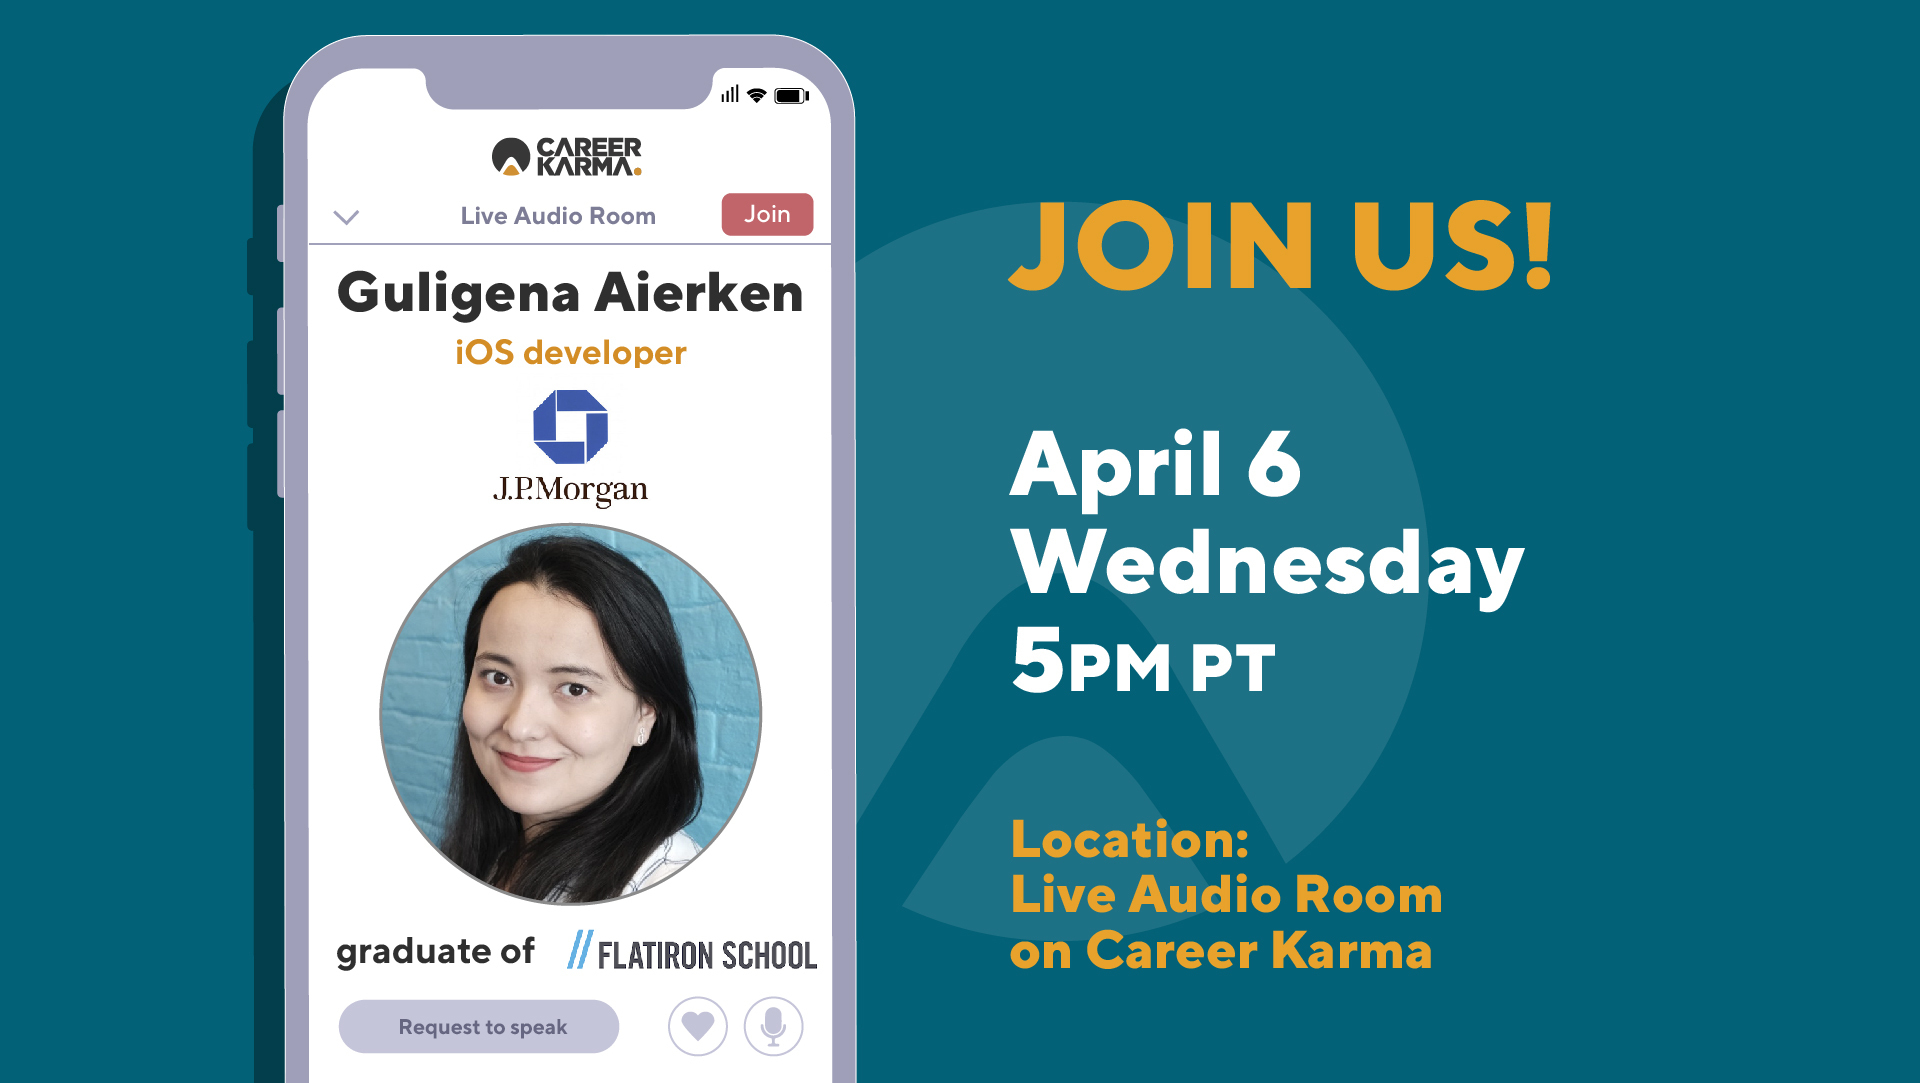 CAREER
KARMA.
Live Audio Room
Join
Guligena Aierken
iOS developer
J.P.Morgan
graduate of
// FLATIRON SCHOOL
Request to speak
JOIN US!
April 6
Wednesday
5PM PT
Location:
Live Audio Room
on Career Karma